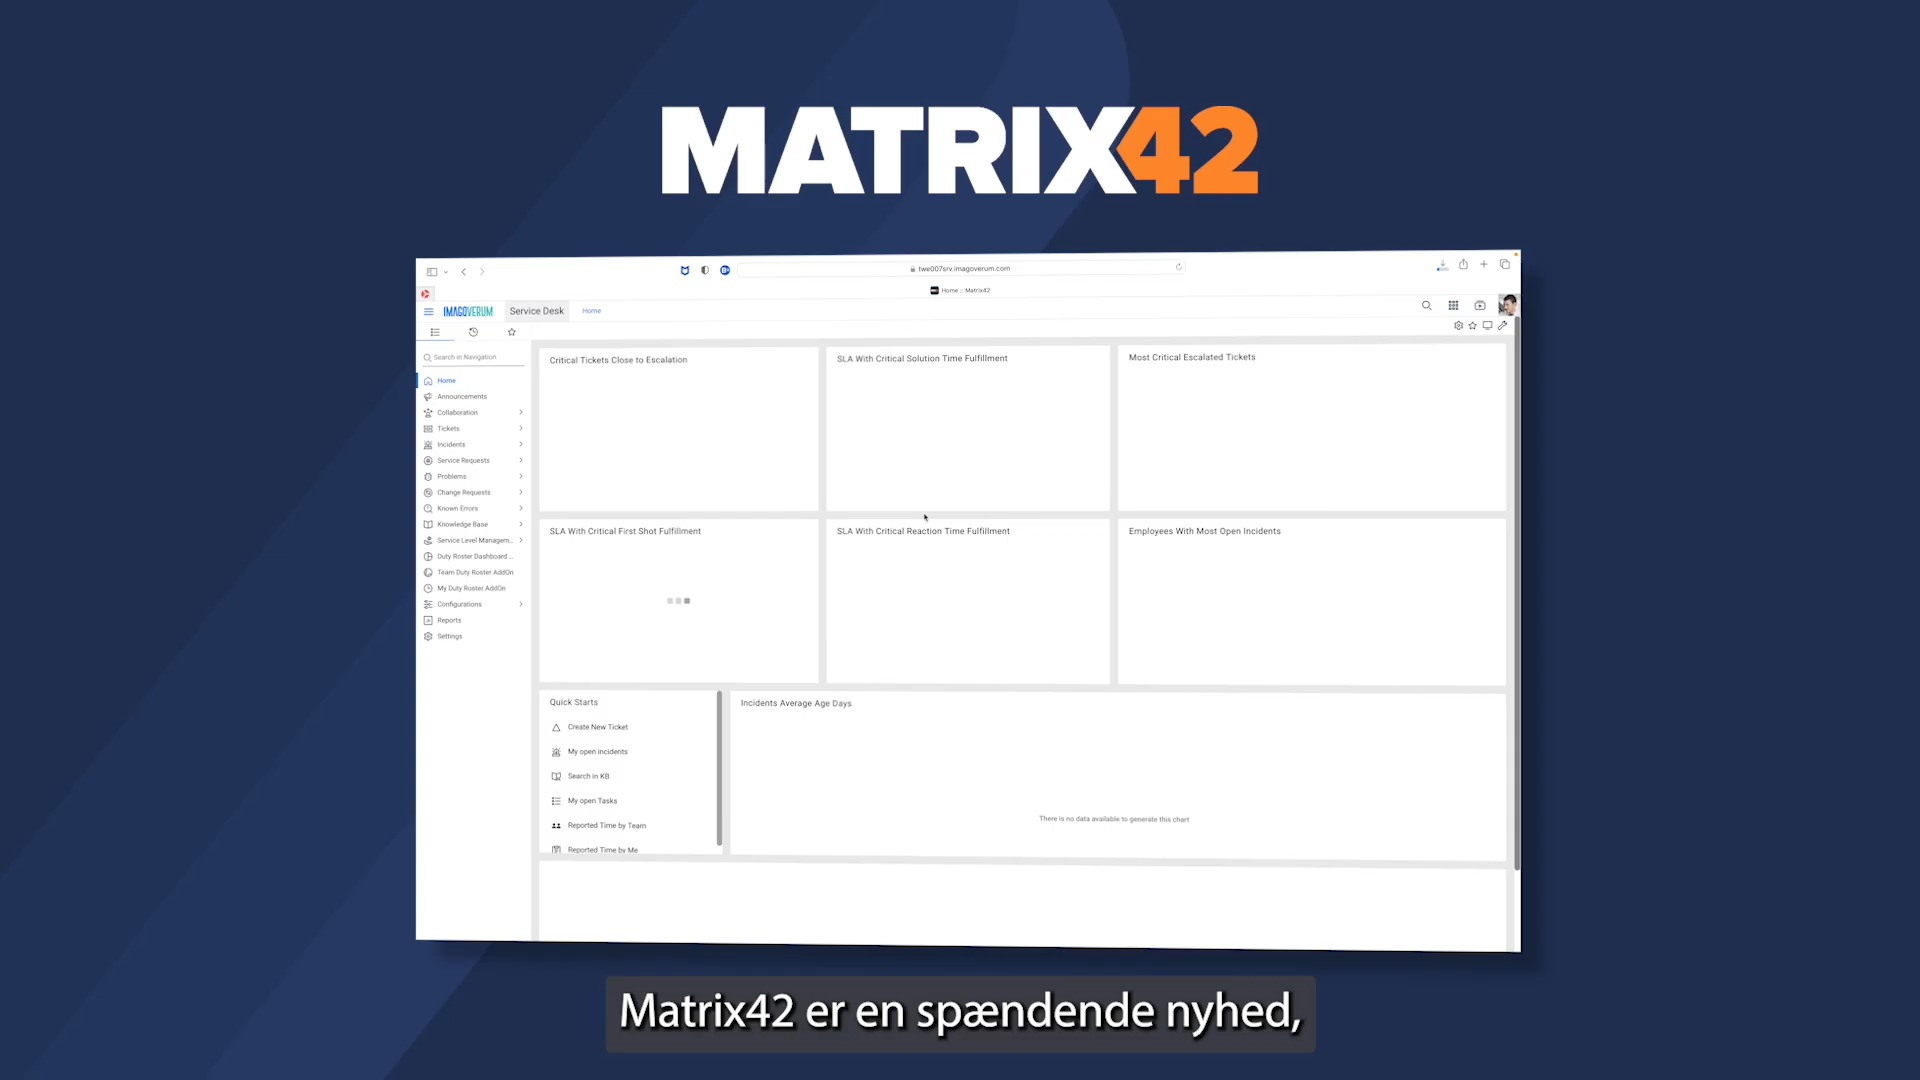 MATRIX42
twe007srv.imagoverum.com
Home :: Matrix42
IMAGOVERUM
Service Desk
Home
Search in Navigation
Home
Announcements
Collaboration
Tickets
Incidents
Service Requests
Problems
Change Requests
Known Errors
Knowledge Base
Service Level Managem...
Duty Roster Dashboard ...
Team Duty Roster AddOn
My Duty Roster AddOn
Configurations
Reports
Settings
Critical Tickets Close to Escalation
SLA With Critical Solution Time Fulfillment
Most Critical Escalated Tickets
SLA With Critical First Shot Fulfillment
SLA With Critical Reaction Time Fulfillment
Employees With Most Open Incidents
Quick Starts
Create New Ticket
My open incidents
Search in KB
My open Tasks
Reported Time by Team
Reported Time by Me
Incidents Average Age Days
There is no data available to generate this chart
Matrix42 er en spændende nyhed,